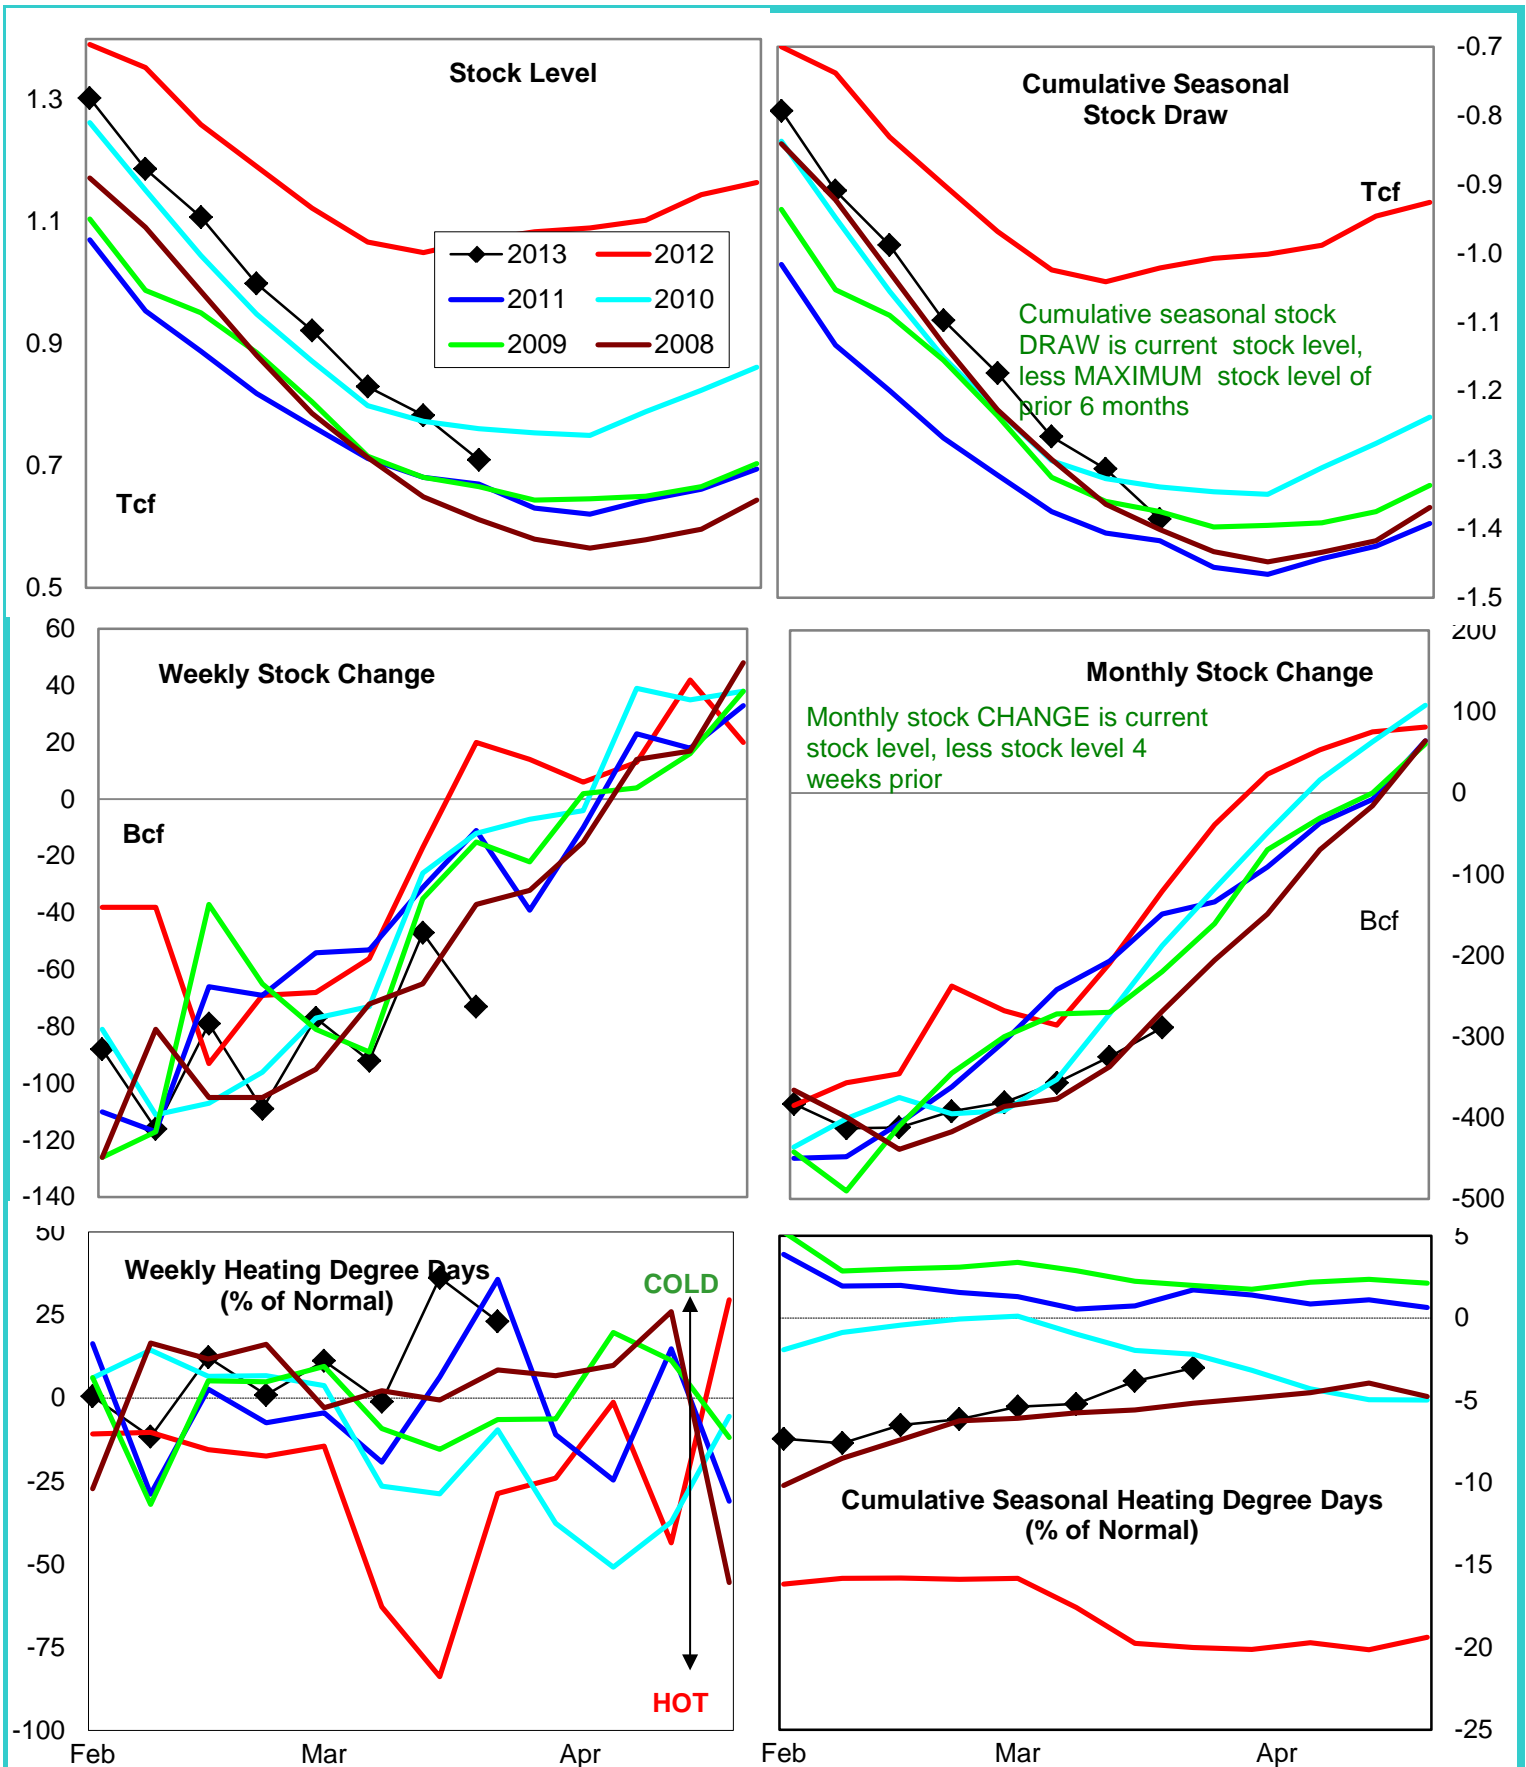 Stock Level
1.3
1.1
0.9
0.7
0.5
Tcf
2013
2012
2011
2010
2009
2008
Cumulative Seasonal
Stock Draw
Tcf
-0.7
-0.8
-0.9
-1.0
-1.1
-1.2
-1.3
-1.4
-1.5
Cumulative seasonal stock
DRAW is current stock level,
less MAXIMUM stock level of
prior 6 months
Weekly Stock Change
60
40
20
0
-20
-40
-60
-80
-100
-120
-140
Bcf
Monthly Stock Change
Monthly stock CHANGE is current
stock level, less stock level 4
weeks prior
200
100
0
-100
-200
-300
-400
-500
Bcf
Weekly Heating Degree Days
(% of Normal)
COLD
HOT
50
25
0
-25
-50
-75
-100
Feb
Mar
Apr
5
0
-5
-10
-15
-20
-25
Cumulative Seasonal Heating Degree Days
(% of Normal)
Feb
Mar
Apr